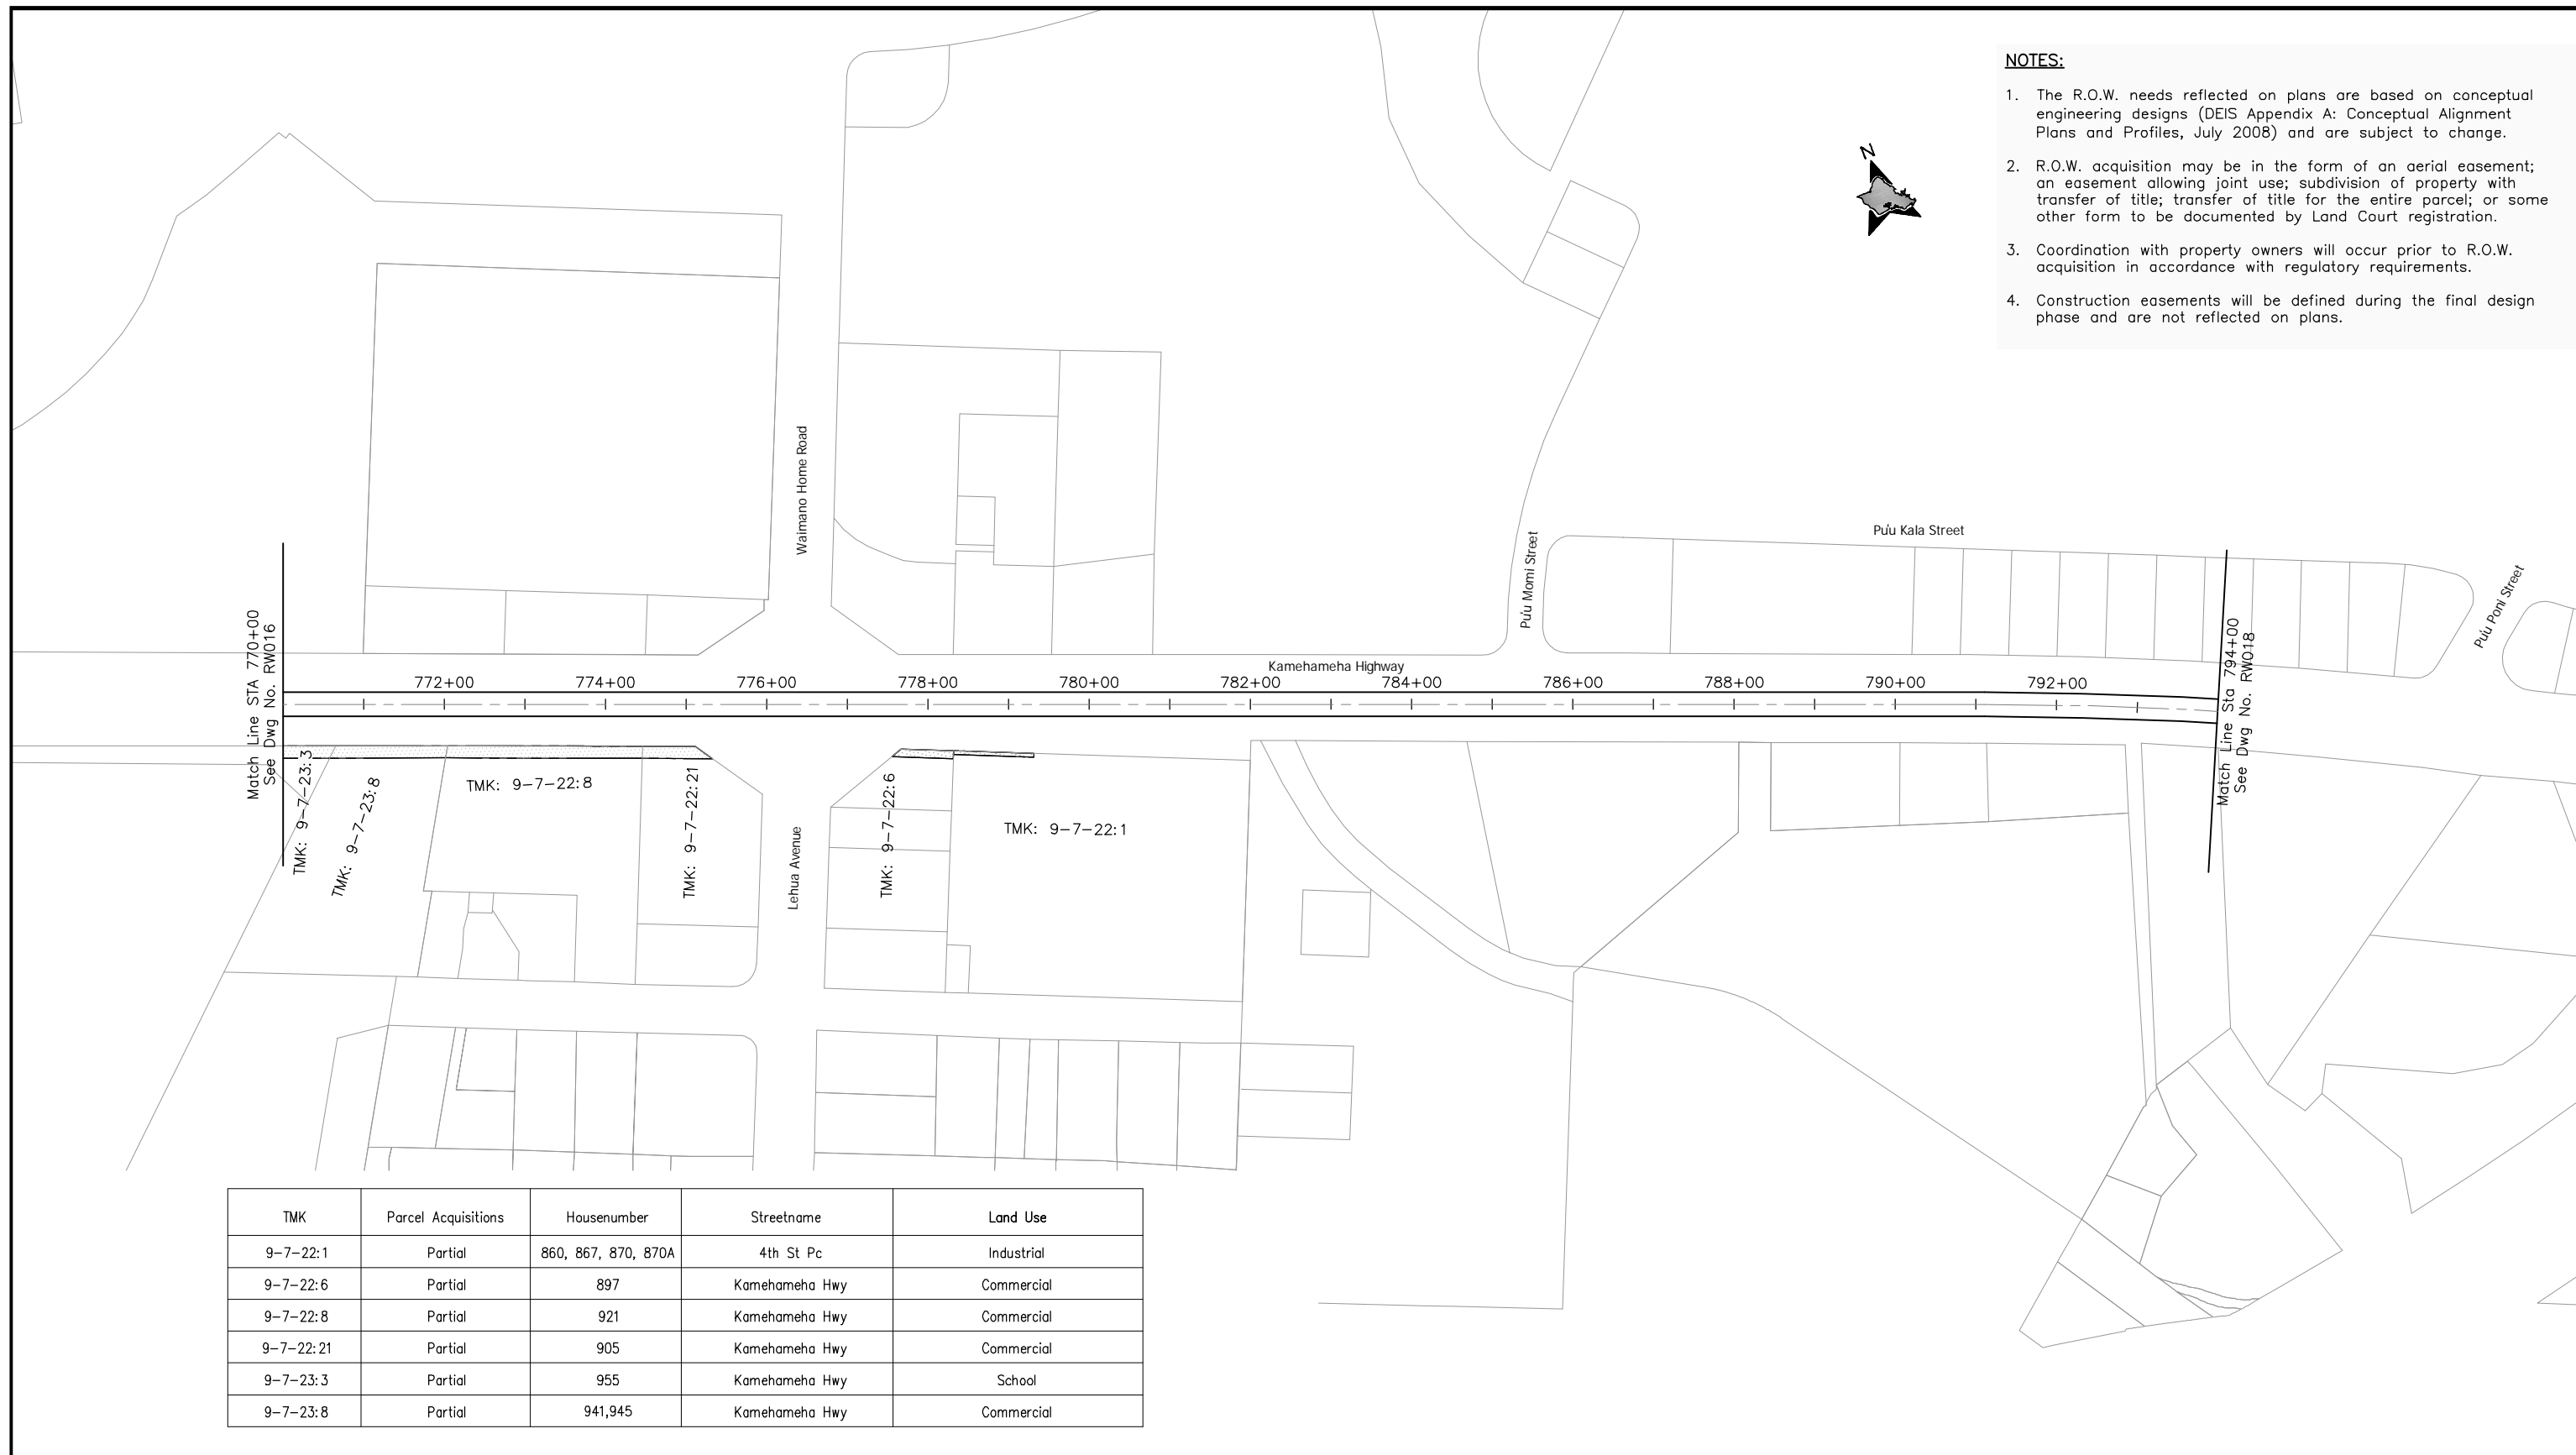 NOTES:
1. The R.O.W. needs reflected on plans are based on conceptual
engineering designs (DEIS Appendix A: Conceptual Alignment
Plans and Profiles, July 2008) and are subject to change.
2. R.O.W. acquisition may be in the form of an aerial easement;
an easement allowing joint use; subdivision of property with
transfer of title; transfer of title for the entire parcel; or some
other form to be documented by Land Court registration.
3. Coordination with property owners will occur prior to R.O.W.
acquisition in accordance with regulatory requirements.
4. Construction easements will be defined during the final design
phase and are not reflected on plans.
N
Waimano Home Road
Pu'u Kala Street
Pu'u Momi Street
Pu'u Poni Street
Match Line STA 770+00
See Dwg No. RW016
Kamehameha Highway
772+00 774+00 776+00 778+00 780+00 782+00 784+00 786+00 788+00 790+00 792+00
Match Line Sta 794+00
See Dwg No. RW018
TMK: 9-7-23:3
TMK: 9-7-23:8
TMK: 9-7-22:8
TMK: 9-7-22:21
Lehua Avenue
TMK: 9-7-22:6
TMK: 9-7-22:1
TMK Parcel Acquisitions Housenumber Streetname Land Use
9-7-22:1 Partial 860, 867, 870, 870A 4th St Pc Industrial
9-7-22:6 Partial 897 Kamehameha Hwy Commercial
9-7-22:8 Partial 921 Kamehameha Hwy Commercial
9-7-22:21 Partial 905 Kamehameha Hwy Commercial
9-7-23:3 Partial 955 Kamehameha Hwy School
9-7-23:8 Partial 941,945 Kamehameha Hwy Commercial